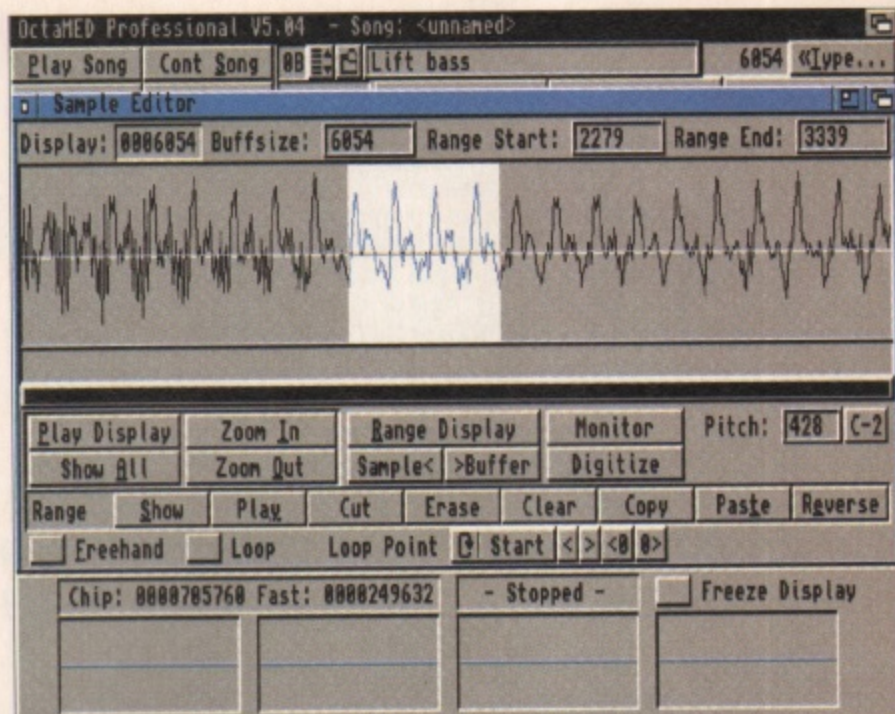 OctaMED Professional V5.04 - Song: <unnamed>
Play Song Cont Song 0B Lift bass 6054 «Type...
Sample Editor
Display: 0006054 Buffsize: 6054 Range Start: 2279 Range End: 3339
Play Display Zoom In Range Display Monitor Pitch: 428 C-2
Show All Zoom Out Sample< >Buffer Digitize
Range Show Play Cut Erase Clear Copy Paste Reverse
Freehand Loop Loop Point Start < > <0 0>
Chip: 0000705760 Fast: 0000249632 - Stopped - Freeze Display